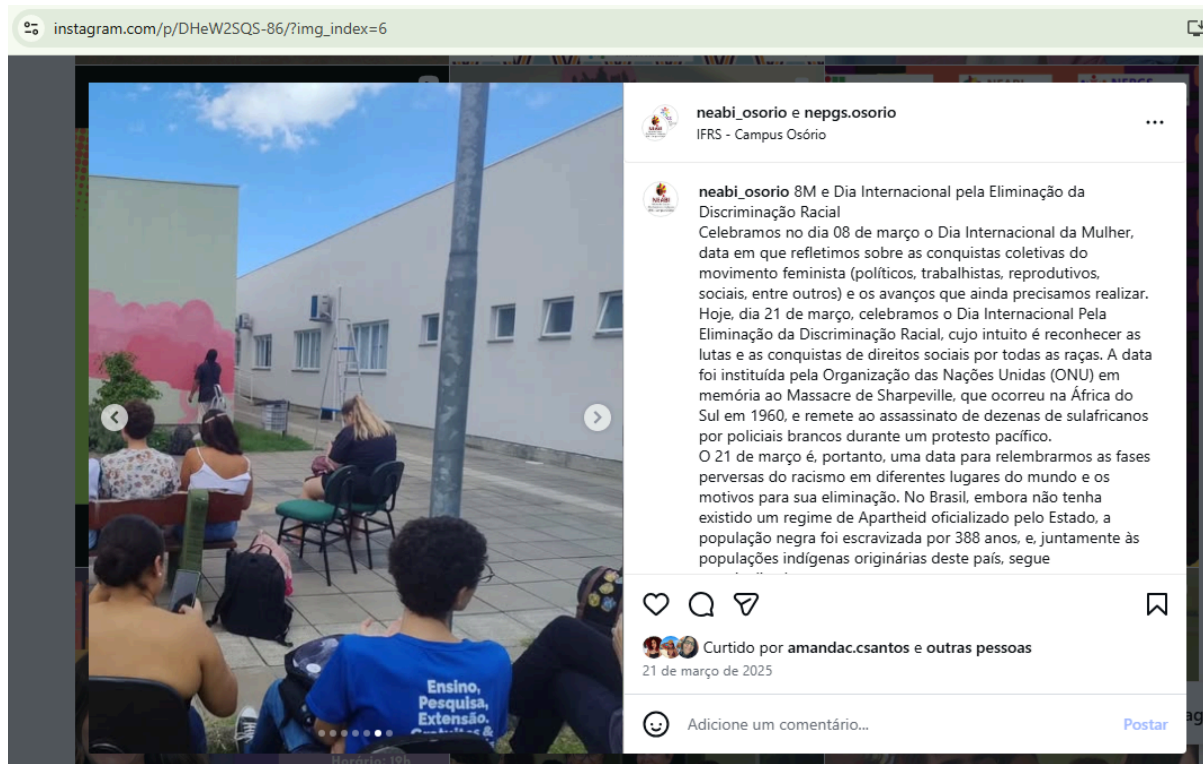 instagram.com/p/DHeW2SQS-86/?img_index=6
NEABI
NEPGS
neabi_osorio e nepgs.osorio
IFRS - Campus Osório
neabi_osorio 8M e Dia Internacional pela Eliminação da
Discriminação Racial
Celebramos no dia 08 de março o Dia Internacional da Mulher,
data em que refletimos sobre as conquistas coletivas do
movimento feminista (políticos, trabalhistas, reprodutivos,
sociais, entre outros) e os avanços que ainda precisamos realizar.
Hoje, dia 21 de março, celebramos o Dia Internacional Pela
Eliminação da Discriminação Racial, cujo intuito é reconhecer as
lutas e as conquistas de direitos sociais por todas as raças. A data
foi instituída pela Organização das Nações Unidas (ONU) em
memória ao Massacre de Sharpeville, que ocorreu na África do
Sul em 1960, e remete ao assassinato de dezenas de sulafricanos
por policiais brancos durante um protesto pacífico.
O 21 de março é, portanto, uma data para relembrarmos as fases
perversas do racismo em diferentes lugares do mundo e os
motivos para sua eliminação. No Brasil, embora não tenha
existido um regime de Apartheid oficializado pelo Estado, a
população negra foi escravizada por 388 anos, e, juntamente às
populações indígenas originárias deste país, segue
Ensino,
Pesquisa,
Extensão.
Curtido por amandac.csantos e outras pessoas
21 de março de 2025
Adicione um comentário...
Postar
Horário: 19h